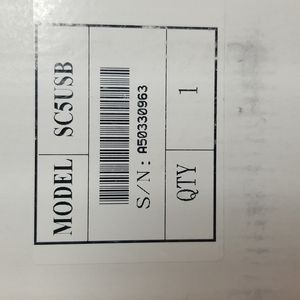 MODEL SC5USB
S/N: A50330963
QTY 1